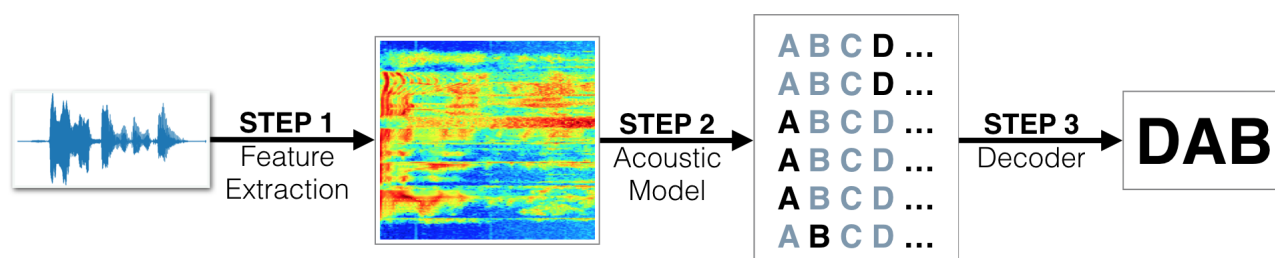 STEP 1
Feature
Extraction
STEP 2
Acoustic
Model
A B C D ...
A B C D ...
A B C D ...
A B C D ...
A B C D ...
A B C D ...
STEP 3
Decoder
DAB